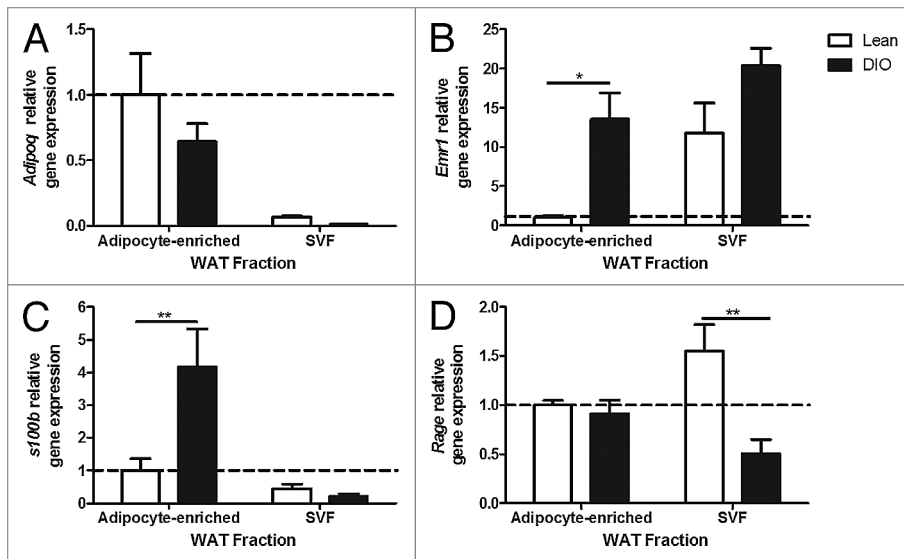 A
Adipoq relative
gene expression
1.5
1.0
0.5
0.0
Adipocyte-enriched
SVF
WAT Fraction
B
Emr1 relative
gene expression
25
20
15
10
5
0
*
Adipocyte-enriched
SVF
WAT Fraction
Lean
DIO
C
s100b relative
gene expression
6
5
4
3
2
1
0
**
Adipocyte-enriched
SVF
WAT Fraction
D
Rage relative
gene expression
2.0
1.5
1.0
0.5
0.0
**
Adipocyte-enriched
SVF
WAT Fraction